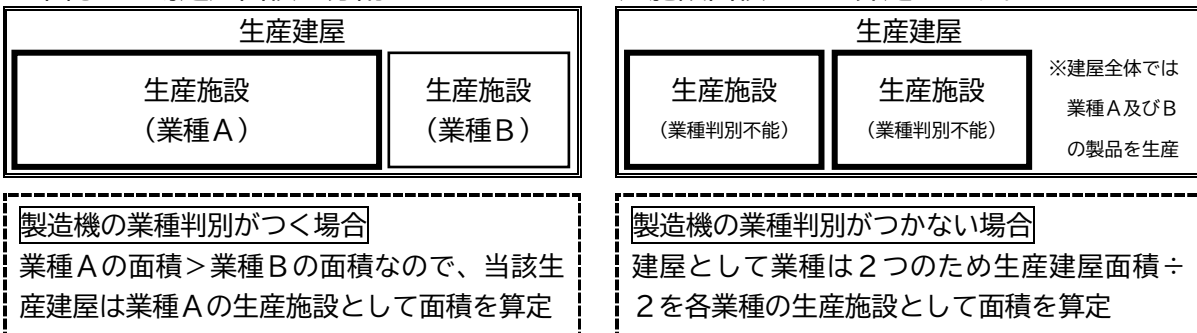 生産建屋
生産施設
(業種A)
生産施設
(業種B)
製造機の業種判別がつく場合
業種Aの面積>業種Bの面積なので、当該生
産建屋は業種Aの生産施設として面積を算定
生産建屋
生産施設
(業種判別不能)
生産施設
(業種判別不能)
※建屋全体では
業種A及びB
の製品を生産
製造機の業種判別がつかない場合
建屋として業種は2つのため生産建屋面積÷
2を各業種の生産施設として面積を算定